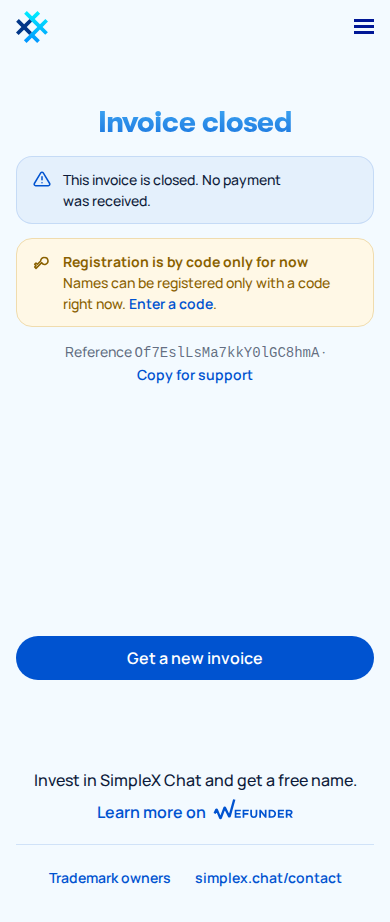 Invoice closed
This invoice is closed. No payment
was received.
Registration is by code only for now
Names can be registered only with a code
right now. Enter a code.
Reference Of7EslLsMa7kkY0lGC8hmA ·
Copy for support
Get a new invoice
Invest in SimpleX Chat and get a free name.
Learn more on WEFUNDER
Trademark owners simplex.chat/contact